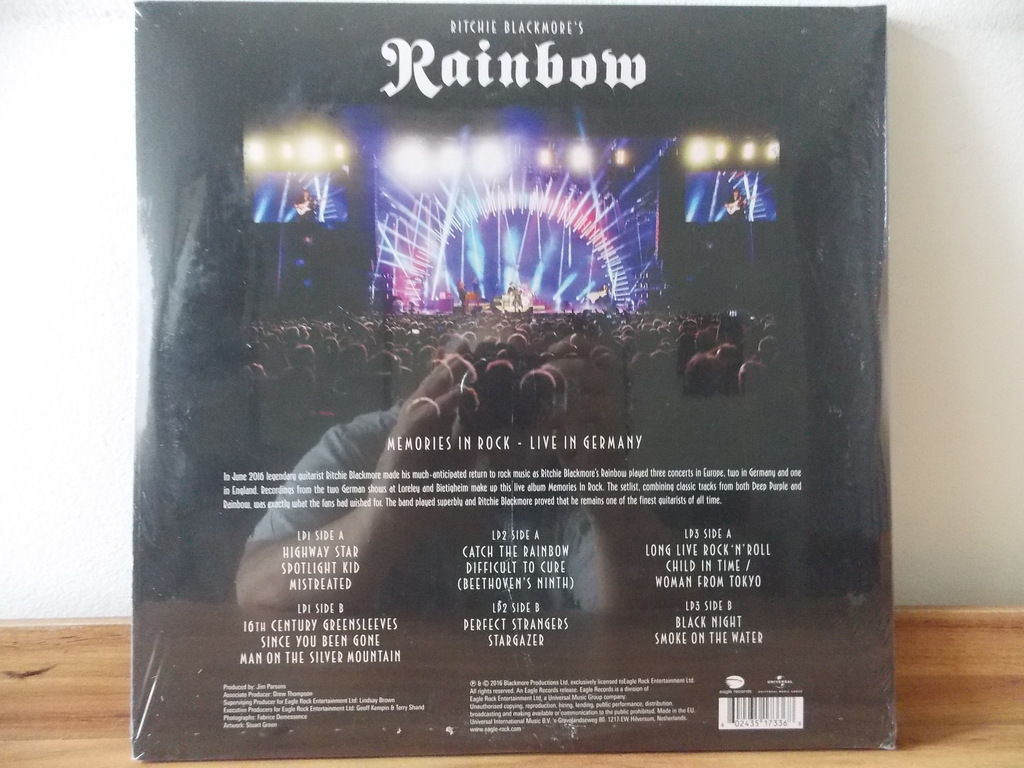 RITCHIE BLACKMORE'S
Rainbow
MEMORIES IN ROCK - LIVE IN GERMANY
In June 2016 legendary guitarist Ritchie Blackmore made his much-anticipated return to rock music as Ritchie Blackmore's Rainbow played three concerts in Europe, two in Germany and one
in England. Recordings from the two German shows at Loreley and Bietigheim make up this live album Memories In Rock. The setlist, combining classic tracks from both Deep Purple and
Rainbow, was exactly what the fans had wished for. The band played superbly and Ritchie Blackmore proved that he remains one of the finest guitarists of all time.
LP1 SIDE A
HIGHWAY STAR
SPOTLIGHT KID
MISTREATED
LP1 SIDE B
16TH CENTURY GREENSLEEVES
SINCE YOU BEEN GONE
MAN ON THE SILVER MOUNTAIN
LP2 SIDE A
CATCH THE RAINBOW
DIFFICULT TO CURE
(BEETHOVEN'S NINTH)
LP2 SIDE B
PERFECT STRANGERS
STARGAZER
LP3 SIDE A
LONG LIVE ROCK'N'ROLL
CHILD IN TIME /
WOMAN FROM TOKYO
LP3 SIDE B
BLACK NIGHT
SMOKE ON THE WATER
Produced by: Jim Parsons
Associate Producer: Drew Thompson
Supervising Producer for Eagle Rock Entertainment Ltd: Lindsay Brown
Executive Producers for Eagle Rock Entertainment Ltd: Geoff Kempin & Terry Shand
Photographs: Fabrice Demessence
Artwork: Stuart Green
℗ & © 2016 Blackmore Productions Ltd, exclusively licensed toEagle Rock Entertainment Ltd.
All rights reserved. An Eagle Records release. Eagle Records is a division of
Eagle Rock Entertainment Ltd, a Universal Music Group company.
Unauthorized copying, reproduction, hiring, lending, public performance, distribution,
broadcasting and making available or communication to the public prohibited. Made in the EU.
Universal International Music B.V. 's-Gravelandseweg 80, 1217 EW Hilversum, Netherlands.
www.eagle-rock.com
eagle records
UNIVERSAL
UNIVERSAL MUSIC GROUP
02435 17336